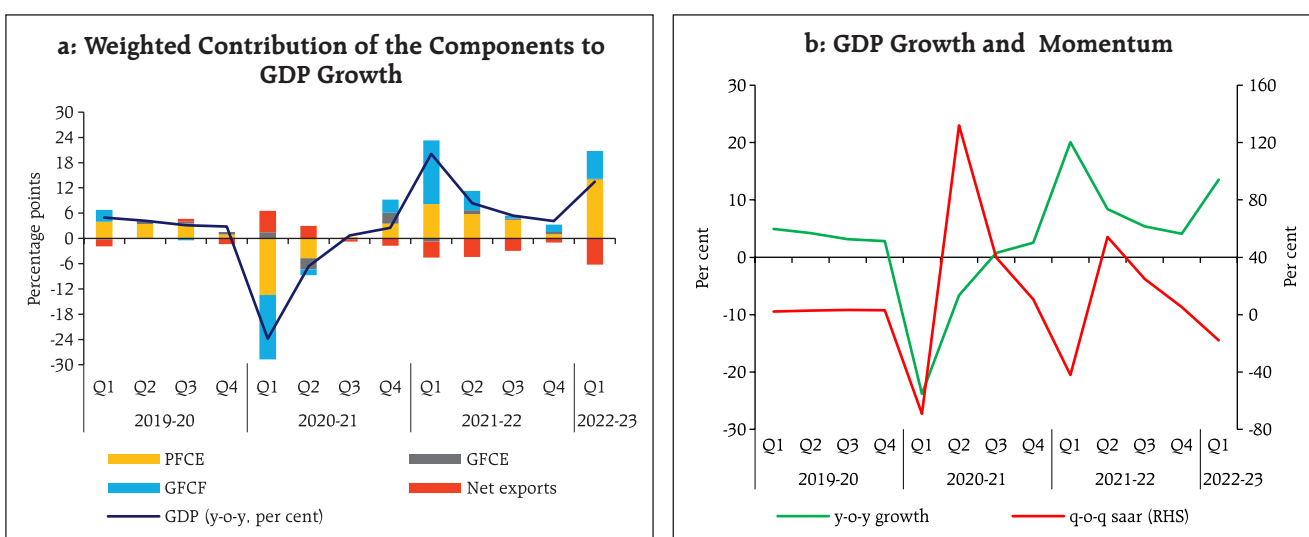 a: Weighted Contribution of the Components to
GDP Growth
Percentage points
30
24
18
12
6
0
-6
-12
-18
-24
-30
Q1 Q2 Q3 Q4 Q1 Q2 Q3 Q4 Q1 Q2 Q3 Q4 Q1
2019-20 2020-21 2021-22 2022-23
PFCE GFCE
GFCF Net exports
GDP (y-o-y, per cent)
b: GDP Growth and Momentum
Per cent
30
20
10
0
-10
-20
-30
160
120
80
40
0
-40
-80
Per cent
Q1 Q2 Q3 Q4 Q1 Q2 Q3 Q4 Q1 Q2 Q3 Q4 Q1
2019-20 2020-21 2021-22 2022-23
y-o-y growth q-o-q saar (RHS)